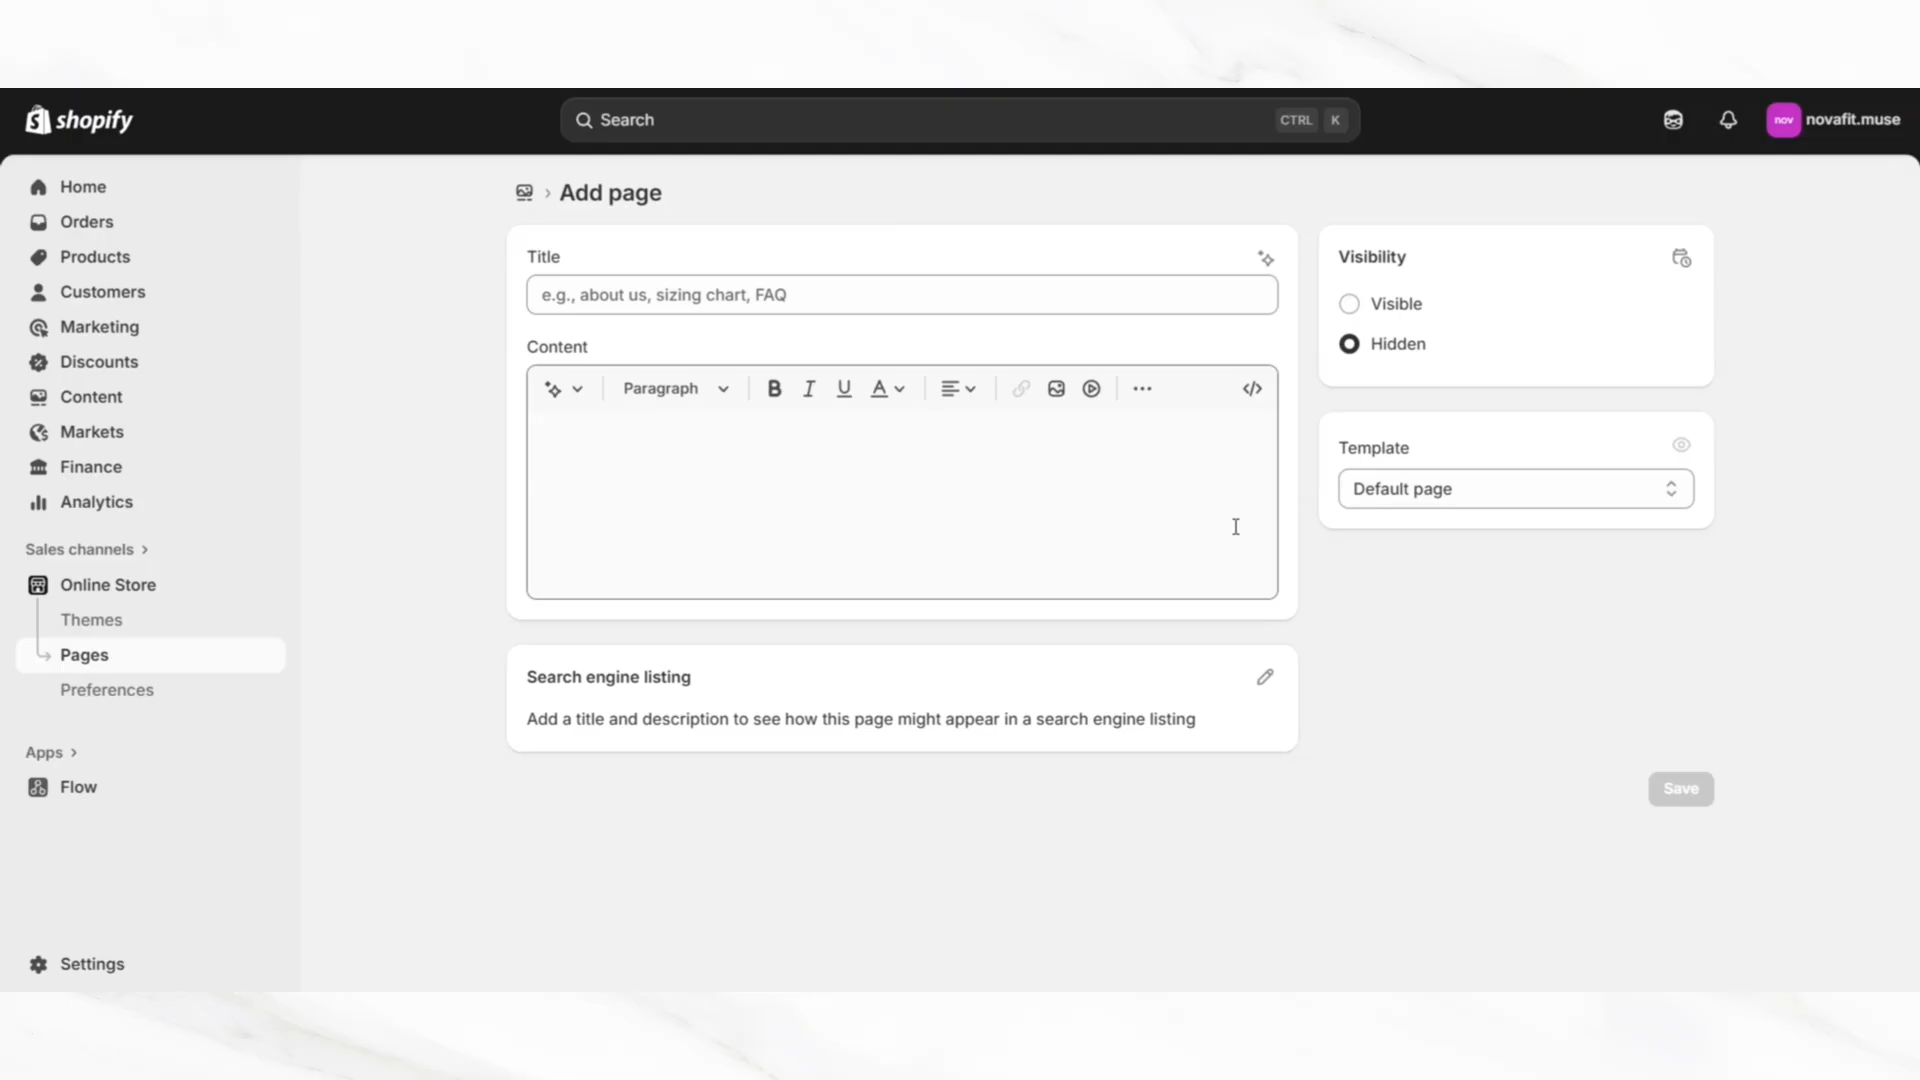 shopify
Search
CTRL K
nov
novafit.muse
Home
Orders
Products
Customers
Marketing
Discounts
Content
Markets
Finance
Analytics
Sales channels
Online Store
Themes
Pages
Preferences
Apps
Flow
Settings
Add page
Title
e.g., about us, sizing chart, FAQ
Content
Paragraph B I U A
Search engine listing
Add a title and description to see how this page might appear in a search engine listing
Visibility
Visible
Hidden
Template
Default page
Save